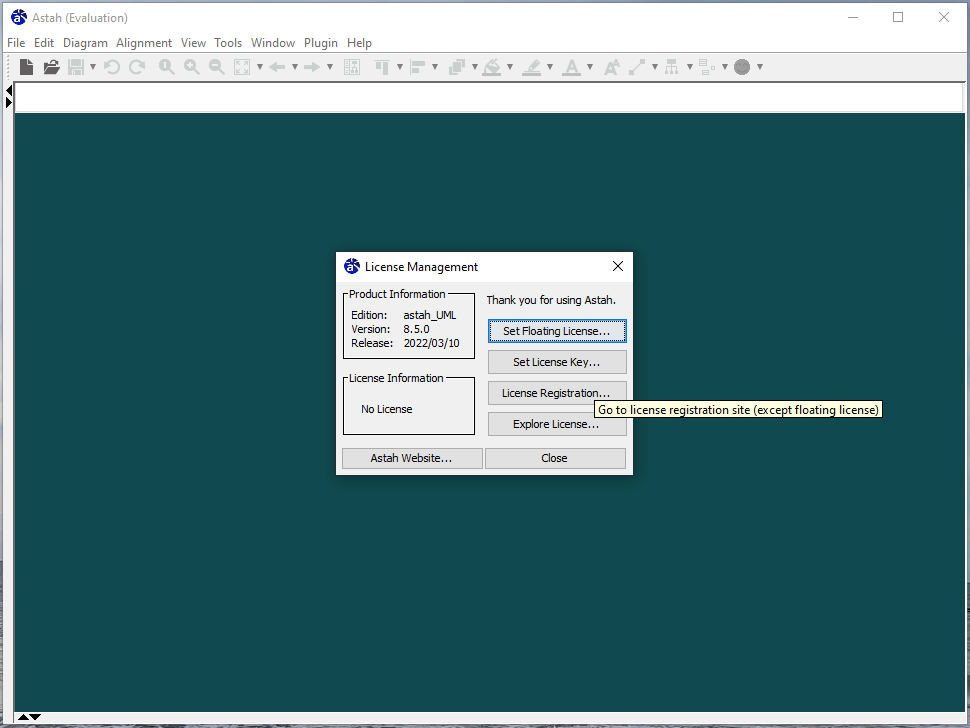 Astah (Evaluation)
File Edit Diagram Alignment View Tools Window Plugin Help
License Management
Product Information
Edition: astah_UML
Version: 8.5.0
Release: 2022/03/10
License Information
No License
Thank you for using Astah.
Set Floating License...
Set License Key...
License Registration...
Go to license registration site (except floating license)
Explore License...
Astah Website...
Close